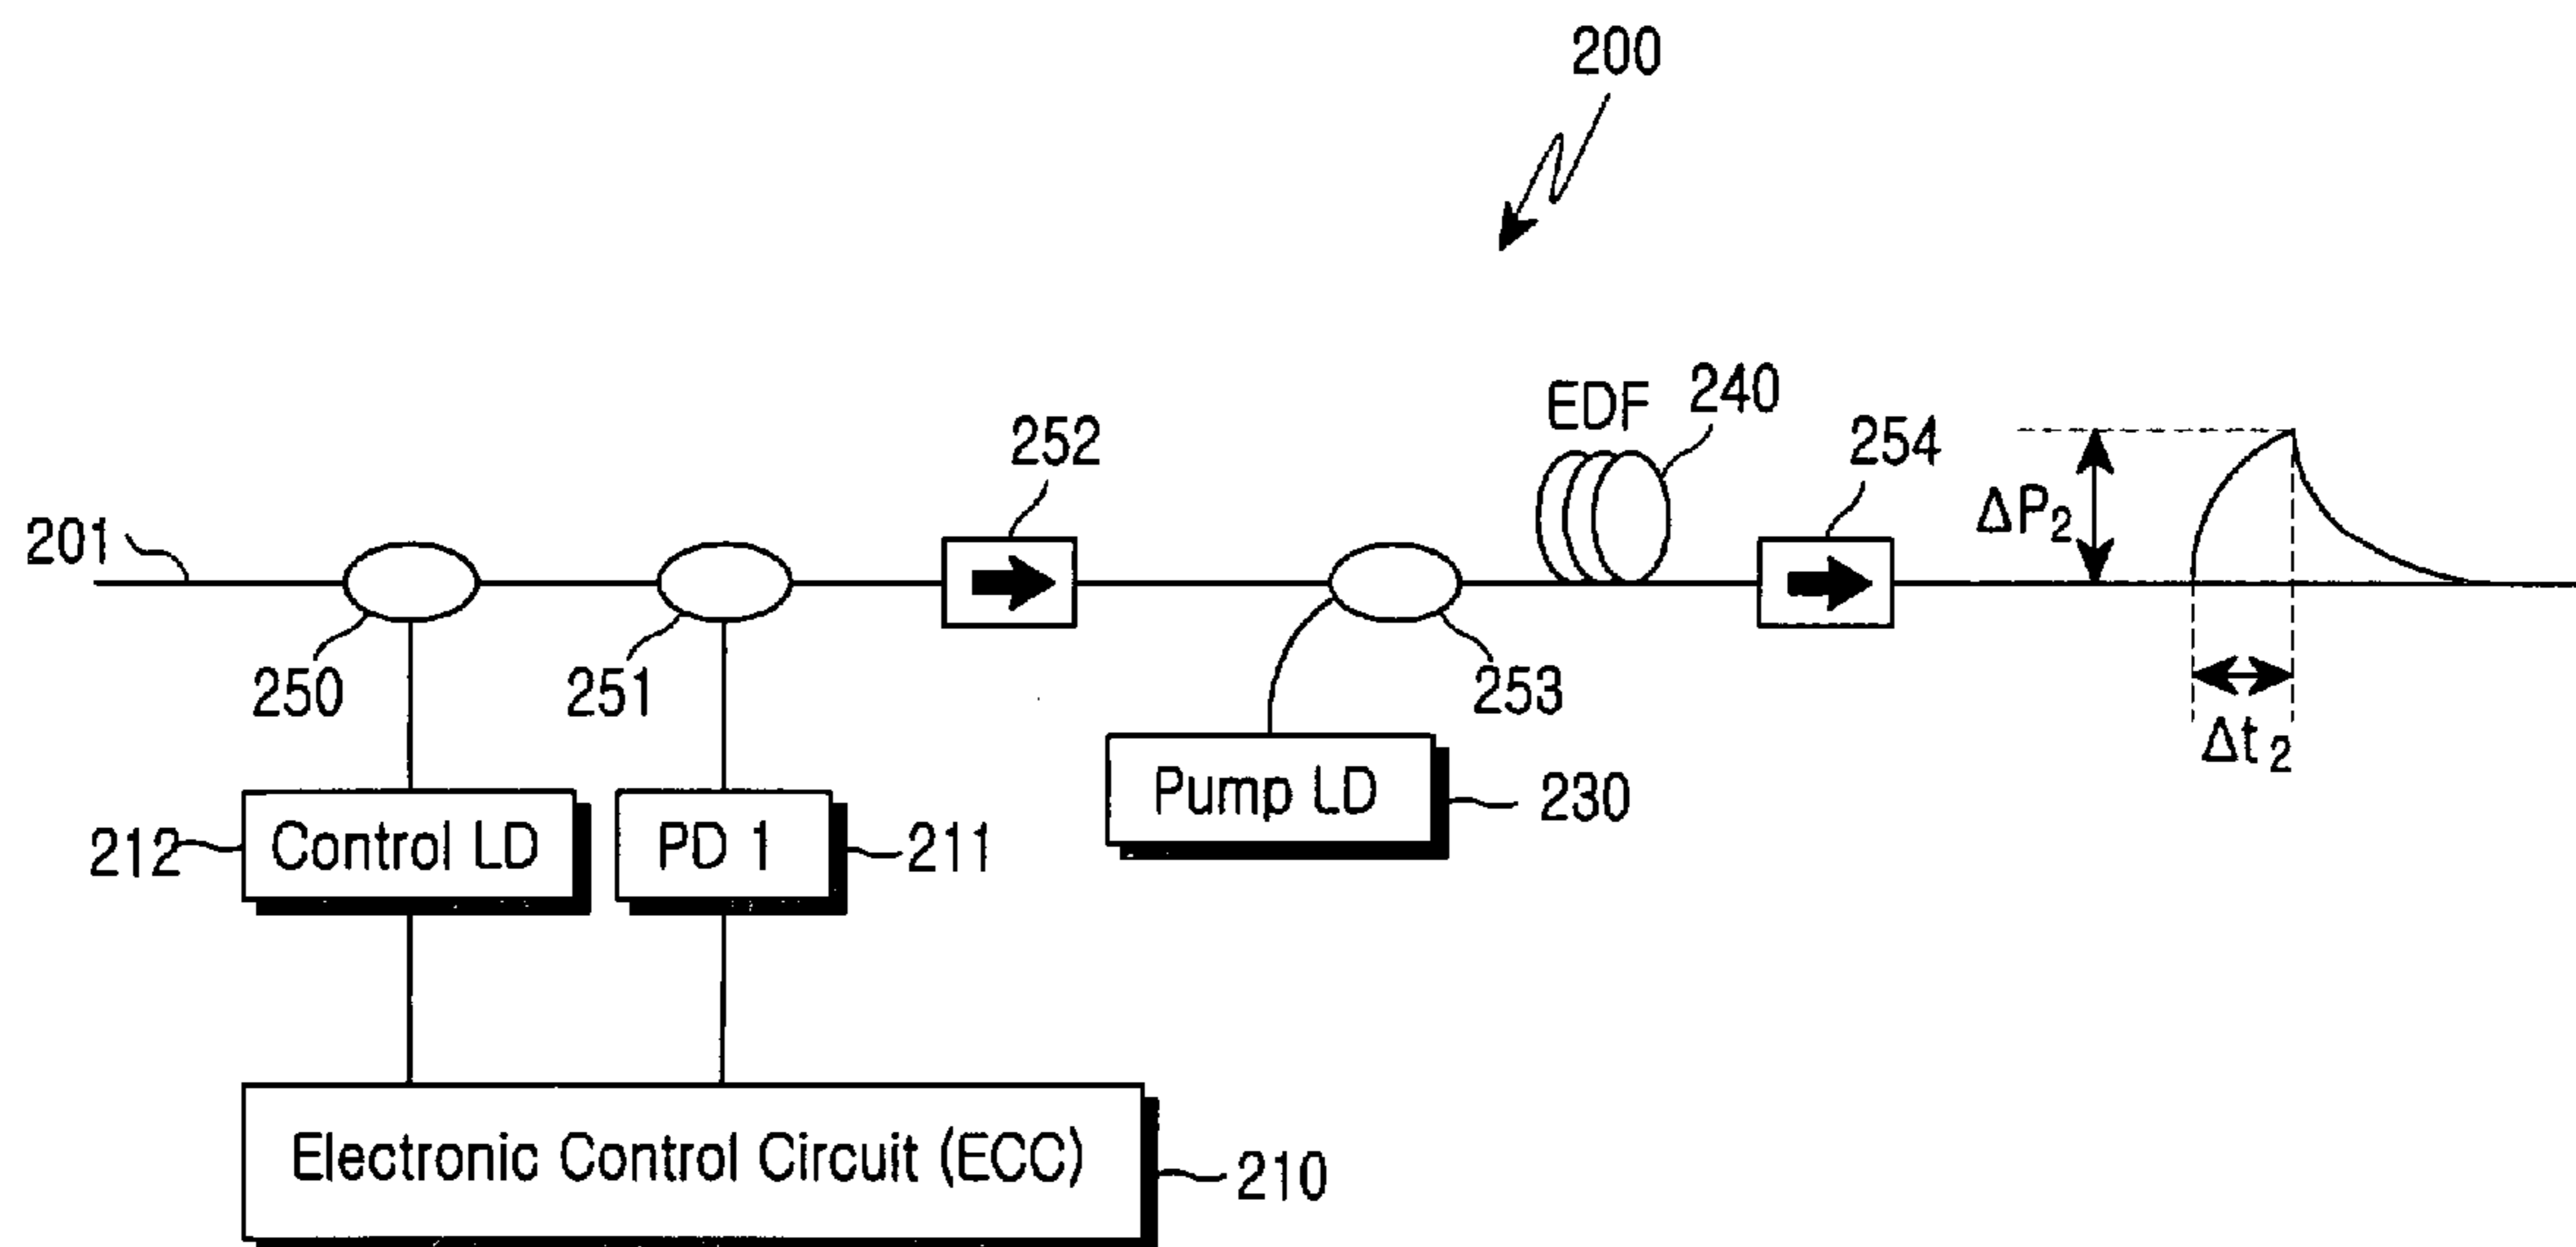 200
EDF 240
252
254
201
ΔP2
250
251
253
Δt2
Pump LD
230
212
Control LD
PD 1
211
Electronic Control Circuit (ECC)
210